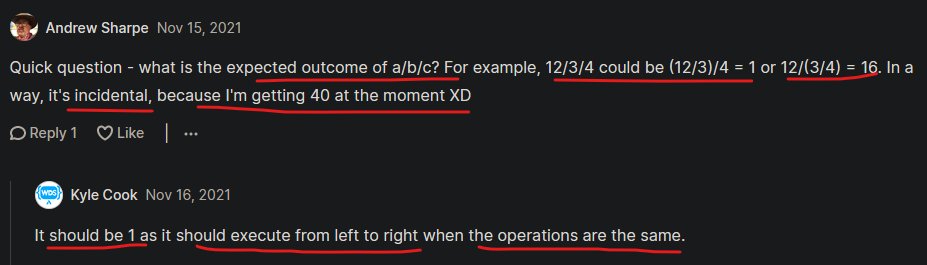 Andrew Sharpe Nov 15, 2021
Quick question - what is the expected outcome of a/b/c? For example, 12/3/4 could be (12/3)/4 = 1 or 12/(3/4) = 16. In a
way, it's incidental, because I'm getting 40 at the moment XD
Reply 1 Like ...
WDS
Kyle Cook Nov 16, 2021
It should be 1 as it should execute from left to right when the operations are the same.